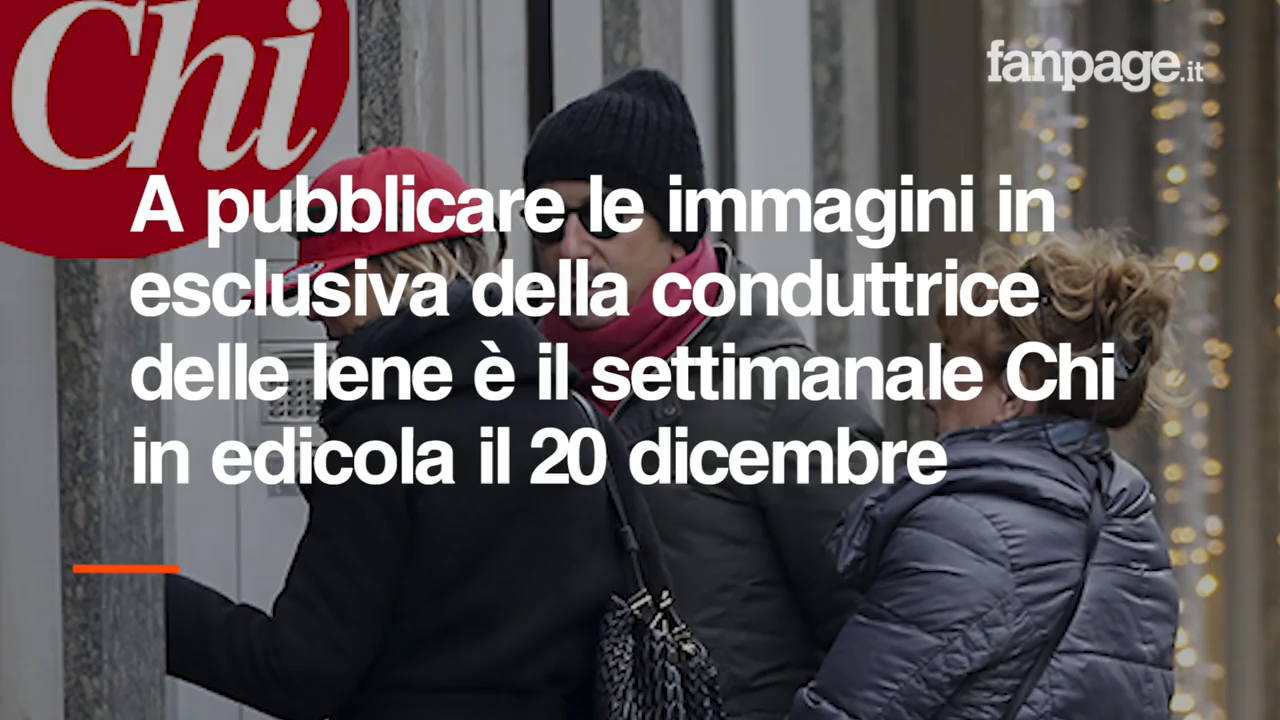 Chi
fanpage.it
A pubblicare le immagini in
esclusiva della conduttrice
delle Iene è il settimanale Chi
in edicola il 20 dicembre